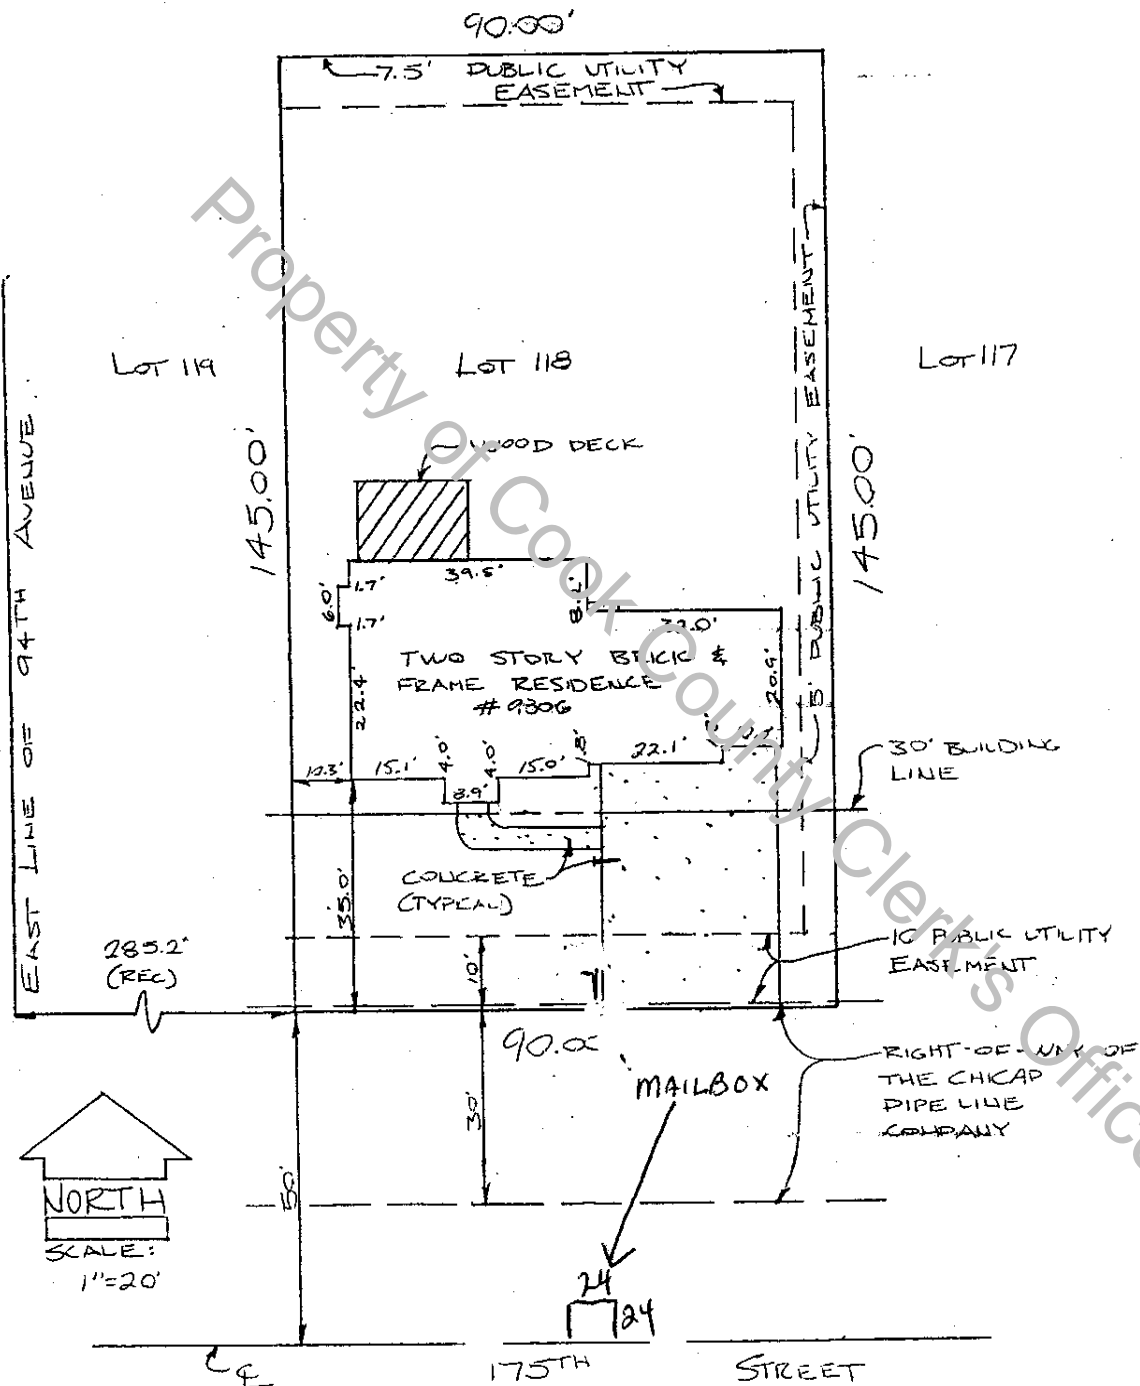 90.00'
7.5' PUBLIC UTILITY
EASEMENT
LOT 119
LOT 118
LOT 117
EAST LINE OF 94TH AVENUE.
145.00'
145.00'
5' PUBLIC UTILITY EASEMENT
WOOD DECK
39.5'
1.7'
6.0'
1.7'
22.4'
20.9'
TWO STORY BRICK &
FRAME RESIDENCE
# 9306
10.3'
15.1'
4.0'
8.9'
4.0'
15.0'
.8'
22.1'
30' BUILDING
LINE
CONCRETE
(TYPICAL)
35.0'
285.2'
(REC)
10'
10' PUBLIC UTILITY
EASEMENT
90.00
RIGHT-OF-WAY OF
THE CHICAP
PIPE LINE
COMPANY
MAILBOX
30'
50'
NORTH
SCALE:
1"=20'
24
24
175TH STREET
Property of Cook County Clerk's Office